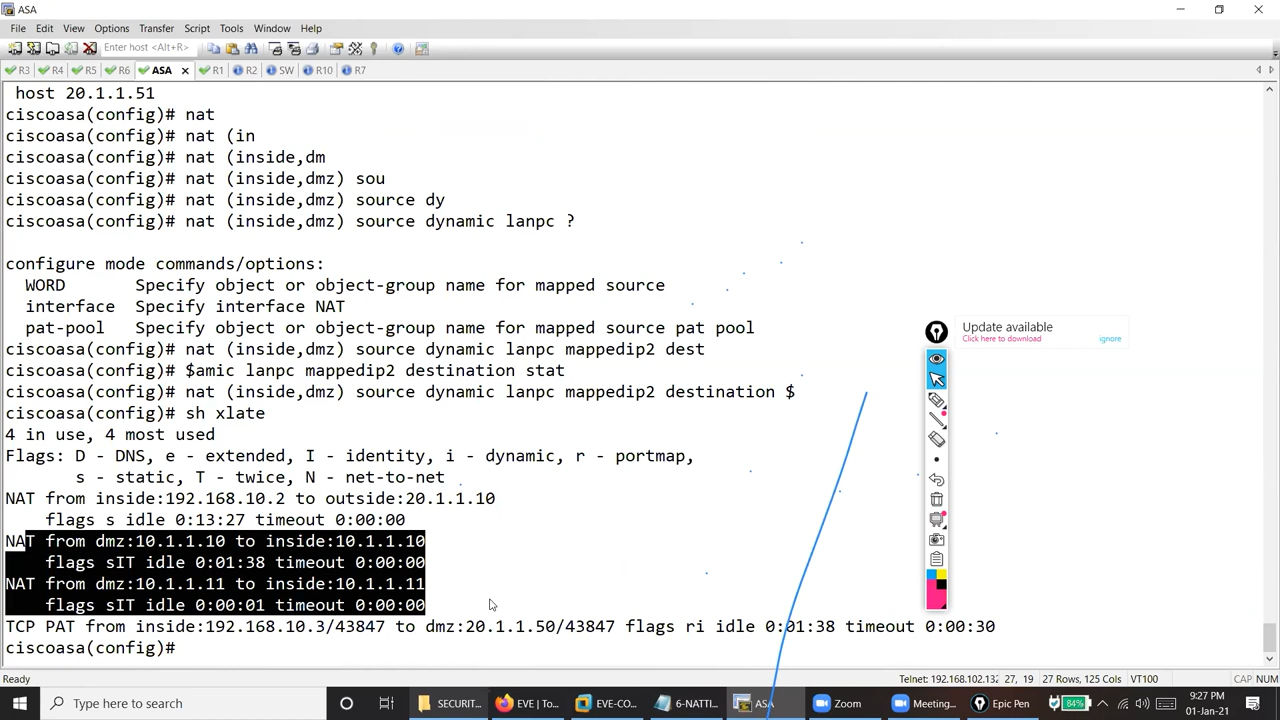 ASA
File Edit View Options Transfer Script Tools Window Help
Enter host <Alt+R>
R3 R4 R5 R6 ASA R1 R2 SW R10 R7
host 20.1.1.51
ciscoasa(config)# nat
ciscoasa(config)# nat (in
ciscoasa(config)# nat (inside,dm
ciscoasa(config)# nat (inside,dmz) sou
ciscoasa(config)# nat (inside,dmz) source dy
ciscoasa(config)# nat (inside,dmz) source dynamic lanpc ?
configure mode commands/options:
WORD Specify object or object-group name for mapped source
interface Specify interface NAT
pat-pool Specify object or object-group name for mapped source pat pool
ciscoasa(config)# nat (inside,dmz) source dynamic lanpc mappedip2 dest
ciscoasa(config)# $amic lanpc mappedip2 destination stat
ciscoasa(config)# nat (inside,dmz) source dynamic lanpc mappedip2 destination $
ciscoasa(config)# sh xlate
4 in use, 4 most used
Flags: D - DNS, e - extended, I - identity, i - dynamic, r - portmap,
s - static, T - twice, N - net-to-net
NAT from inside:192.168.10.2 to outside:20.1.1.10
flags s idle 0:13:27 timeout 0:00:00
NAT from dmz:10.1.1.10 to inside:10.1.1.10
flags sIT idle 0:01:38 timeout 0:00:00
NAT from dmz:10.1.1.11 to inside:10.1.1.11
flags sIT idle 0:00:01 timeout 0:00:00
TCP PAT from inside:192.168.10.3/43847 to dmz:20.1.1.50/43847 flags ri idle 0:01:38 timeout 0:00:30
ciscoasa(config)#
Update available
Click here to download ignore
Ready Telnet: 192.168.102.132 27, 19 27 Rows, 125 Cols VT100 CAP NUM
Type here to search SECURIT... EVE | To... EVE-CO... 6-NATTI... ASA Zoom Meeting... Epic Pen 84% 9:27 PM
01-Jan-21